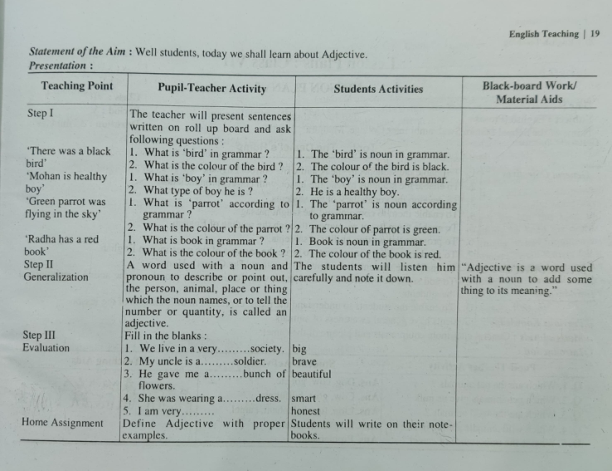 English Teaching | 19
Statement of the Aim : Well students, today we shall learn about Adjective.
Presentation :
Teaching Point
Pupil-Teacher Activity
Students Activities
Black-board Work/
Material Aids
Step I
The teacher will present sentences
written on roll up board and ask
following questions :
'There was a black
bird'
1. What is 'bird' in grammar ?
2. What is the colour of the bird ?
1. The 'bird' is noun in grammar.
2. The colour of the bird is black.
'Mohan is healthy
boy'
1. What is 'boy' in grammar ?
2. What type of boy he is ?
1. The 'boy' is noun in grammar.
2. He is a healthy boy.
'Green parrot was
flying in the sky'
1. What is 'parrot' according to
grammar ?
2. What is the colour of the parrot ?
1. The 'parrot' is noun according
to grammar.
2. The colour of parrot is green.
'Radha has a red
book'
1. What is book in grammar ?
2. What is the colour of the book ?
1. Book is noun in grammar.
2. The colour of the book is red.
Step II
Generalization
A word used with a noun and
pronoun to describe or point out,
the person, animal, place or thing
which the noun names, or to tell the
number or quantity, is called an
adjective.
The students will listen him
carefully and note it down.
"Adjective is a word used
with a noun to add some
thing to its meaning."
Step III
Evaluation
Fill in the blanks :
1. We live in a very.........society.
2. My uncle is a.........soldier.
3. He gave me a.........bunch of
flowers.
4. She was wearing a.........dress.
5. I am very.........
big
brave
beautiful
smart
honest
Home Assignment
Define Adjective with proper
examples.
Students will write on their note-
books.